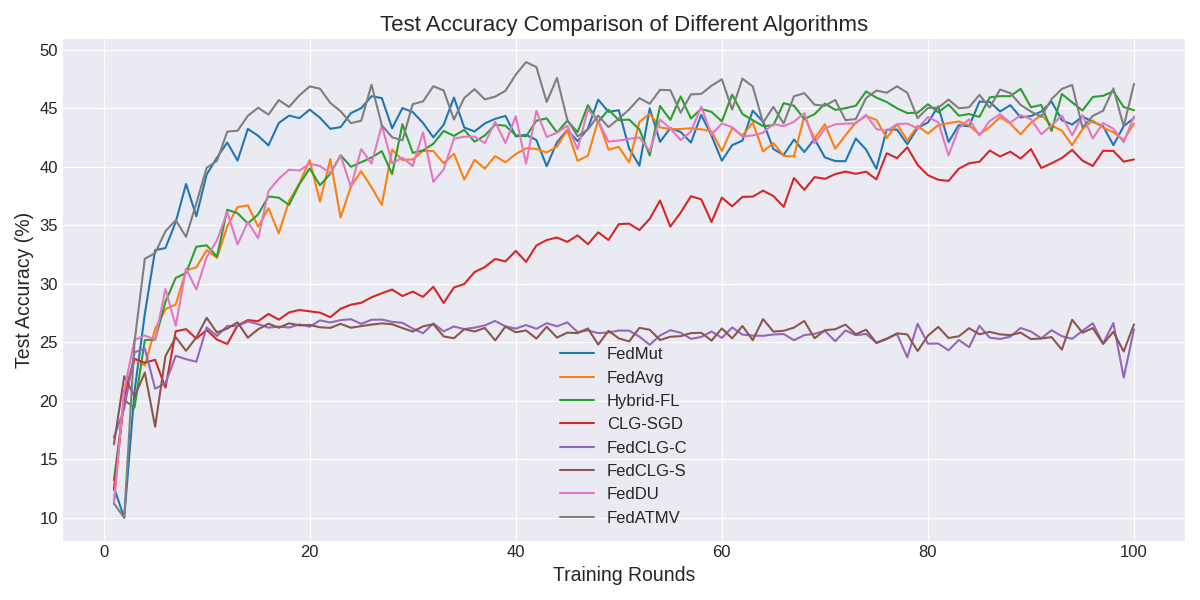 Test Accuracy Comparison of Different Algorithms
Test Accuracy (%)
50
45
40
35
30
25
20
15
10
FedMut
FedAvg
Hybrid-FL
CLG-SGD
FedCLG-C
FedCLG-S
FedDU
FedATMV
0 20 40 60 80 100
Training Rounds